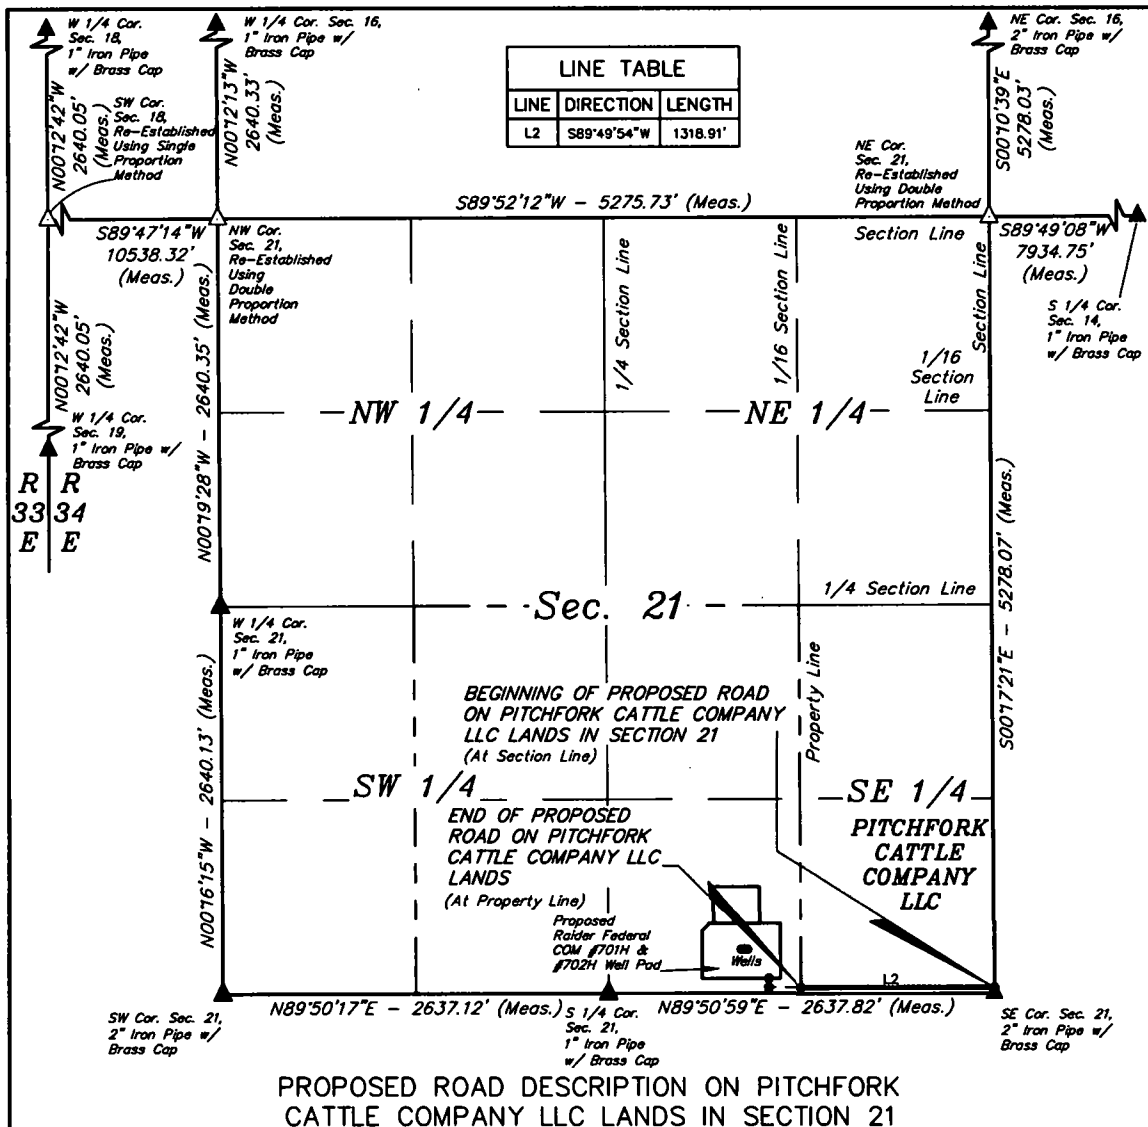 W 1/4 Cor.
Sec. 18,
1" Iron Pipe
w/ Brass Cap
W 1/4 Cor. Sec. 16,
1" Iron Pipe w/
Brass Cap
NE Cor. Sec. 16,
2" Iron Pipe w/
Brass Cap
LINE TABLE
LINE DIRECTION LENGTH
L2 S89°49'54"W 1318.91'
N00°12'42"W
2640.05'
(Meas.)
SW Cor.
Sec. 18,
Re-Established
Using Single
Proportion
Method
N00°12'13"W
2640.33'
(Meas.)
S00°10'39"E
5278.03'
(Meas.)
NE Cor.
Sec. 21,
Re-Established
Using Double
Proportion Method
S89°52'12"W - 5275.73' (Meas.)
S89°47'14"W
10538.32'
(Meas.)
NW Cor.
Sec. 21,
Re-Established
Using
Double
Proportion
Method
Section Line
S89°49'08"W
7934.75'
(Meas.)
S 1/4 Cor.
Sec. 14,
1" Iron Pipe
w/ Brass Cap
N00°12'42"W
2640.05'
(Meas.)
W 1/4 Cor.
Sec. 19,
1" Iron Pipe w/
Brass Cap
R R
33 34
E E
N00°19'28"W - 2640.35' (Meas.)
1/4 Section Line
1/16 Section Line
Section Line
1/16
Section
Line
NW 1/4
NE 1/4
S00°17'21"E - 5278.07' (Meas.)
Sec. 21
1/4 Section Line
W 1/4 Cor.
Sec. 21,
1" Iron Pipe
w/ Brass Cap
N00°16'15"W - 2640.13' (Meas.)
BEGINNING OF PROPOSED ROAD
ON PITCHFORK CATTLE COMPANY
LLC LANDS IN SECTION 21
(At Section Line)
Property Line
SW 1/4
SE 1/4
END OF PROPOSED
ROAD ON PITCHFORK
CATTLE COMPANY LLC
LANDS
(At Property Line)
PITCHFORK
CATTLE
COMPANY
LLC
Proposed
Raider Federal
COM #701H &
#702H Well Pad
Wells
L2
N89°50'17"E - 2637.12' (Meas.)
N89°50'59"E - 2637.82' (Meas.)
SW Cor. Sec. 21,
2" Iron Pipe w/
Brass Cap
S 1/4 Cor.
Sec. 21,
1" Iron Pipe
w/ Brass Cap
SE Cor. Sec. 21,
2" Iron Pipe w/
Brass Cap
PROPOSED ROAD DESCRIPTION ON PITCHFORK
CATTLE COMPANY LLC LANDS IN SECTION 21